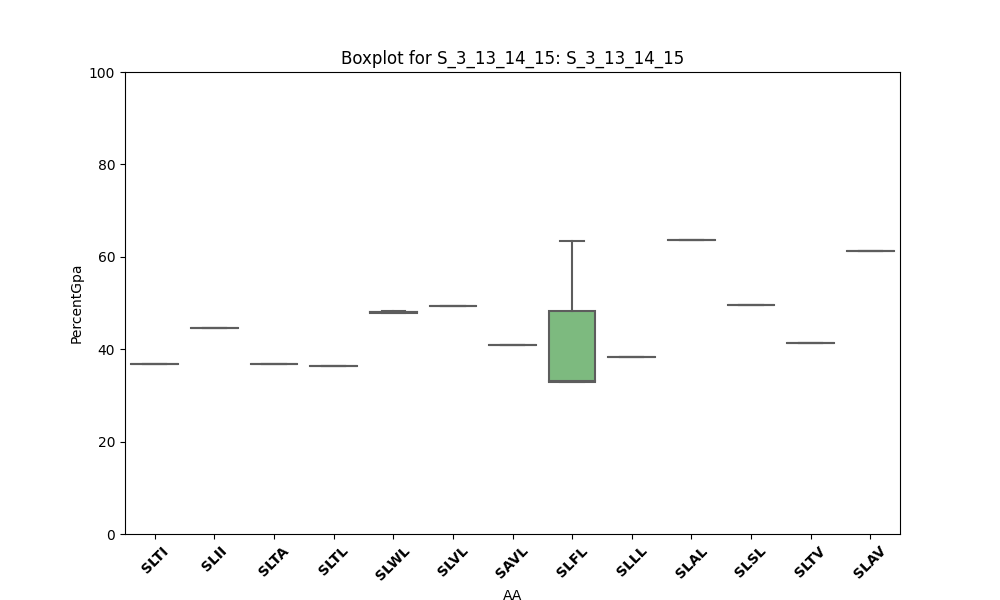 Boxplot for S_3_13_14_15: S_3_13_14_15
100
80
60
40
20
0
PercentGpa
SLTI SLII SLTA SLTL SLWL SLVL SAVL SLFL SLLL SLAL SLSL SLTV SLAV
AA